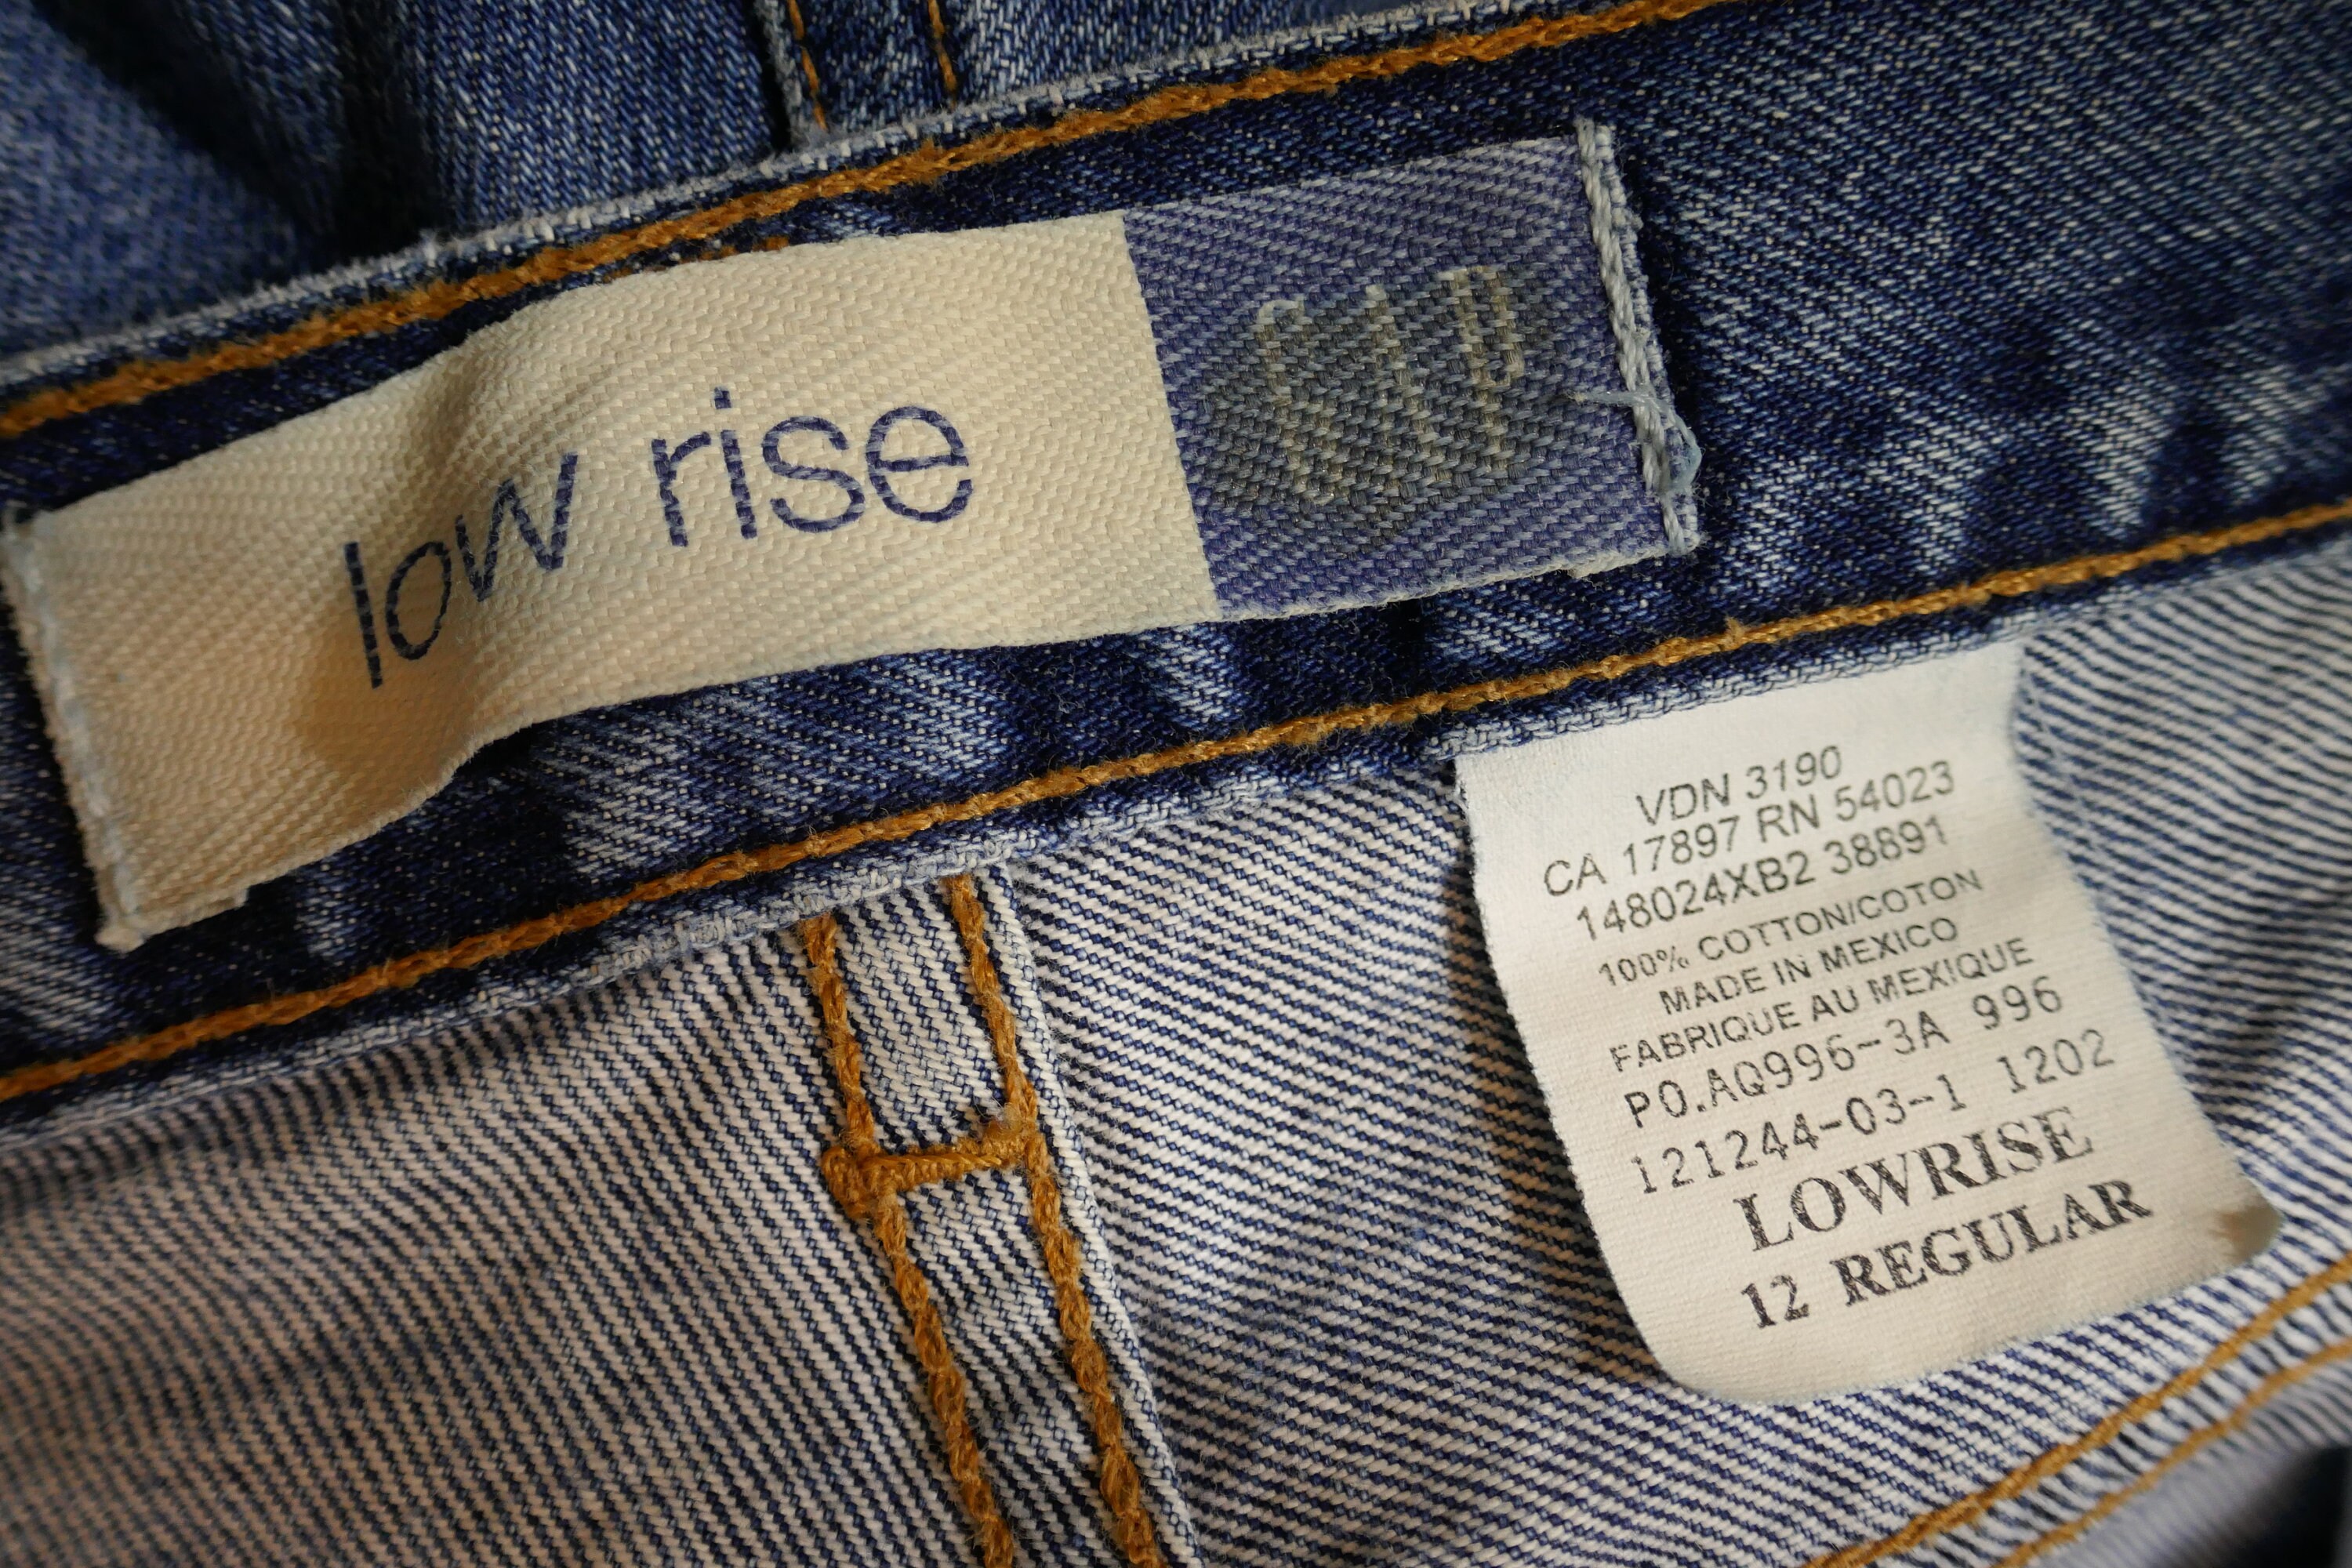 low rise
GAP
VDN 3190
CA 17897 RN 54023
148024XB2 38891
100% COTTON/COTON
MADE IN MEXICO
FABRIQUE AU MEXIQUE
PO.AQ996-3A 996
121244-03-1 1202
LOWRISE
12 REGULAR